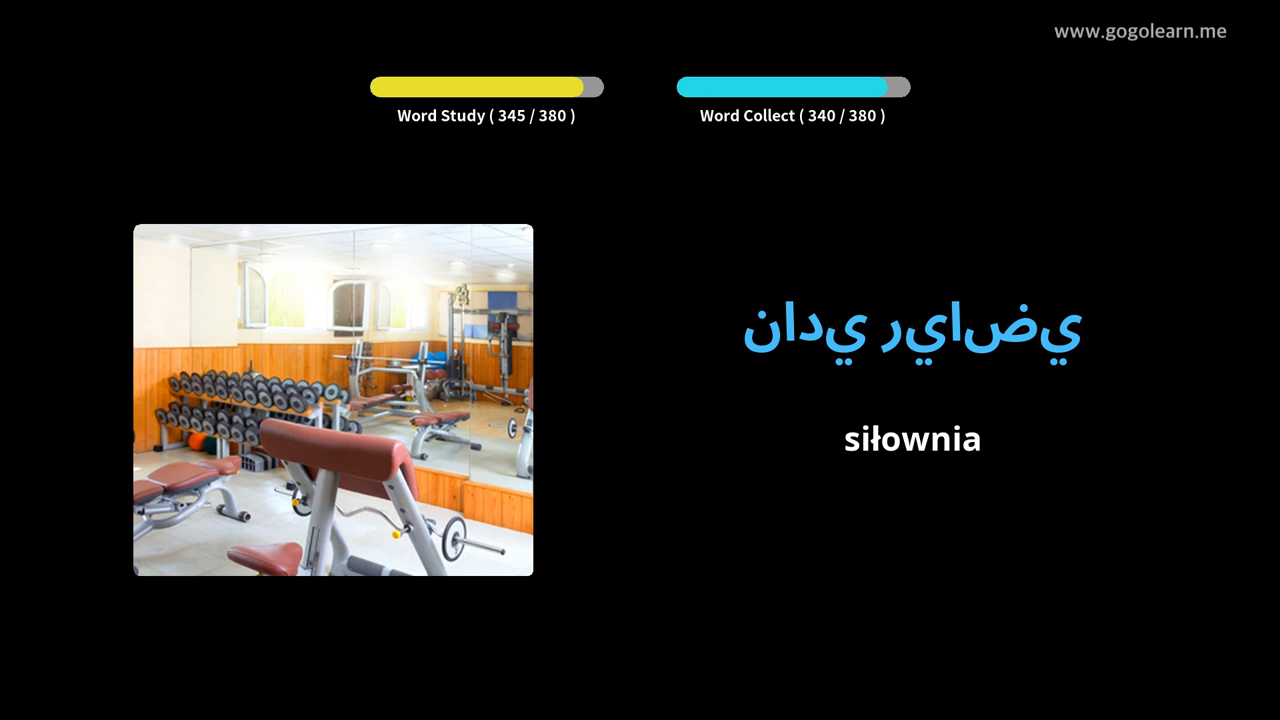 www.gogolearn.me
Word Study ( 345 / 380 )
Word Collect ( 340 / 380 )
نادي رياضي
siłownia